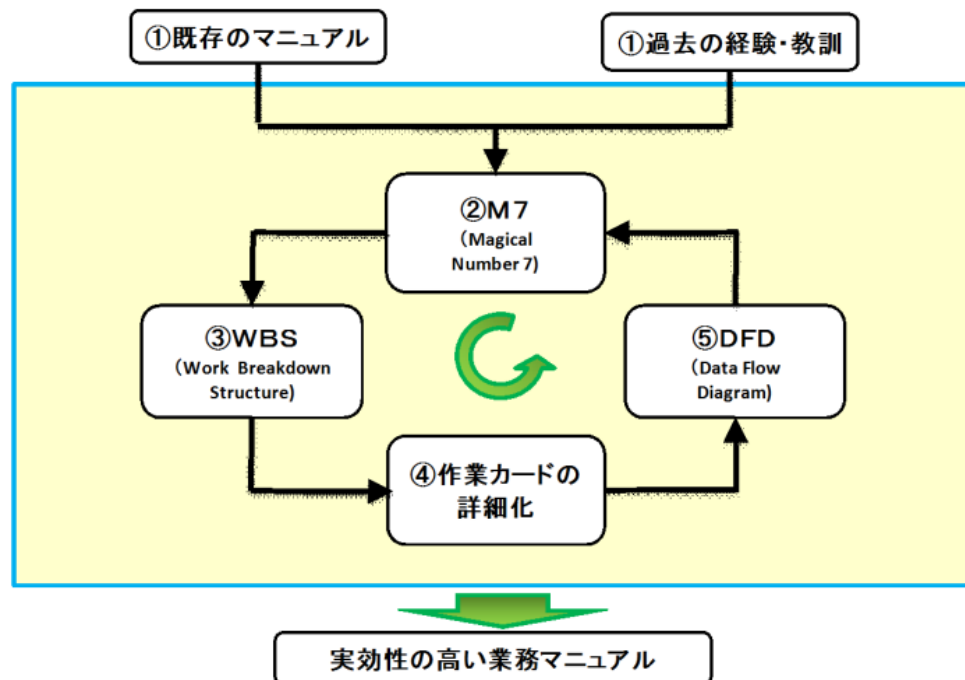 ①既存のマニュアル
①過去の経験・教訓
②M7
(Magical
Number 7)
③WBS
(Work Breakdown
Structure)
⑤DFD
(Data Flow
Diagram)
④作業カードの
詳細化
実効性の高い業務マニュアル